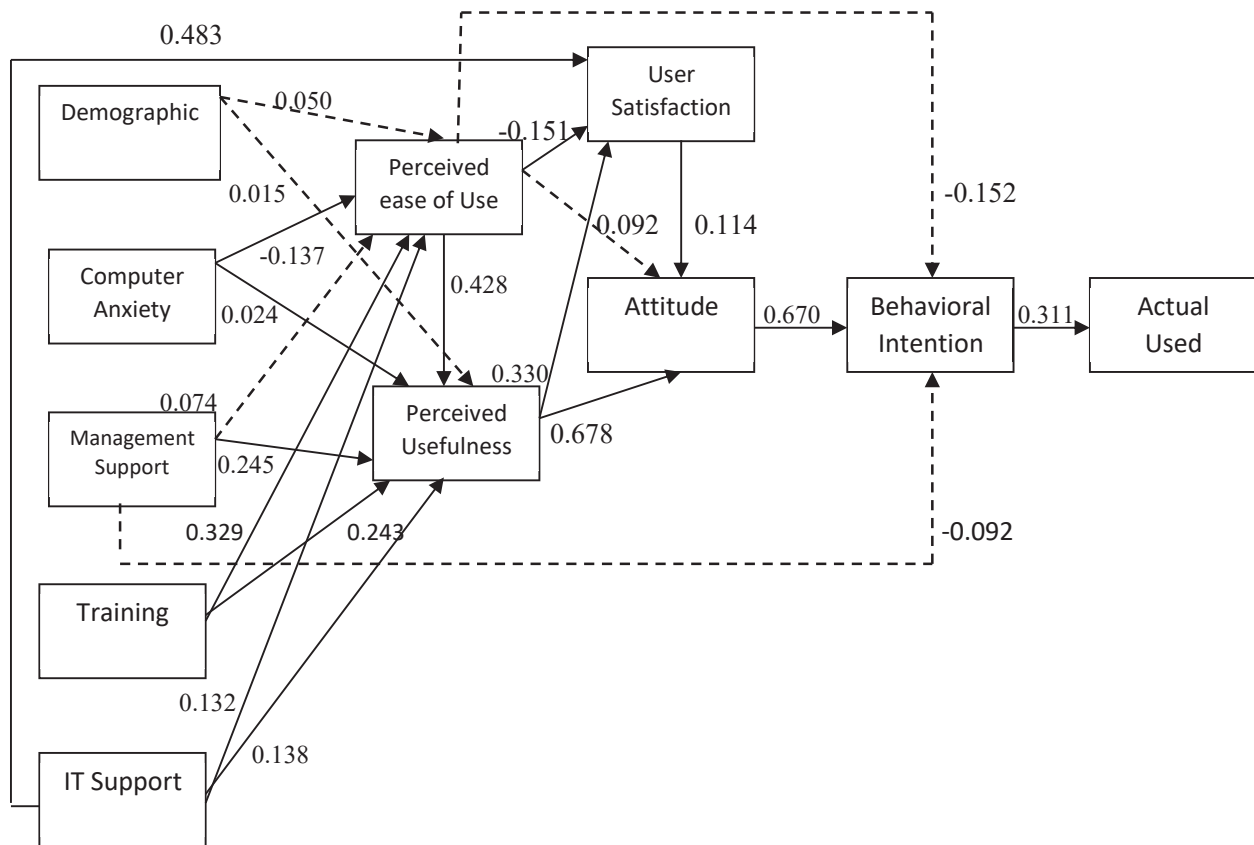 0.483
User
Satisfaction
Demographic
0.050
-0.151
Perceived
ease of Use
0.015
-0.152
0.092
0.114
-0.137
Computer
Anxiety
0.428
0.024
Attitude
0.670
Behavioral
Intention
0.311
Actual
Used
0.330
0.074
Perceived
Usefulness
0.678
Management
Support
0.245
0.329
0.243
-0.092
Training
0.132
0.138
IT Support